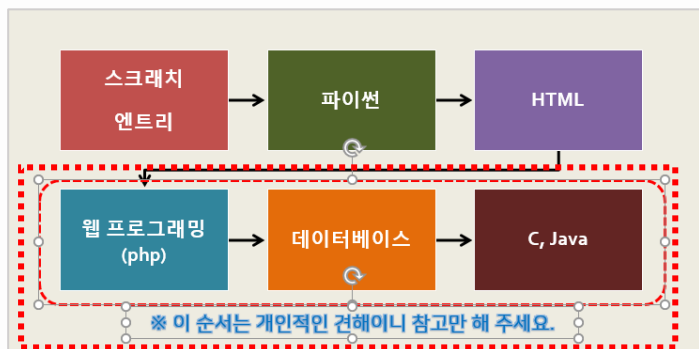 스크래치
엔트리
파이썬
HTML
웹 프로그래밍
(php)
데이터베이스
C, Java
※ 이 순서는 개인적인 견해이니 참고만 해 주세요.